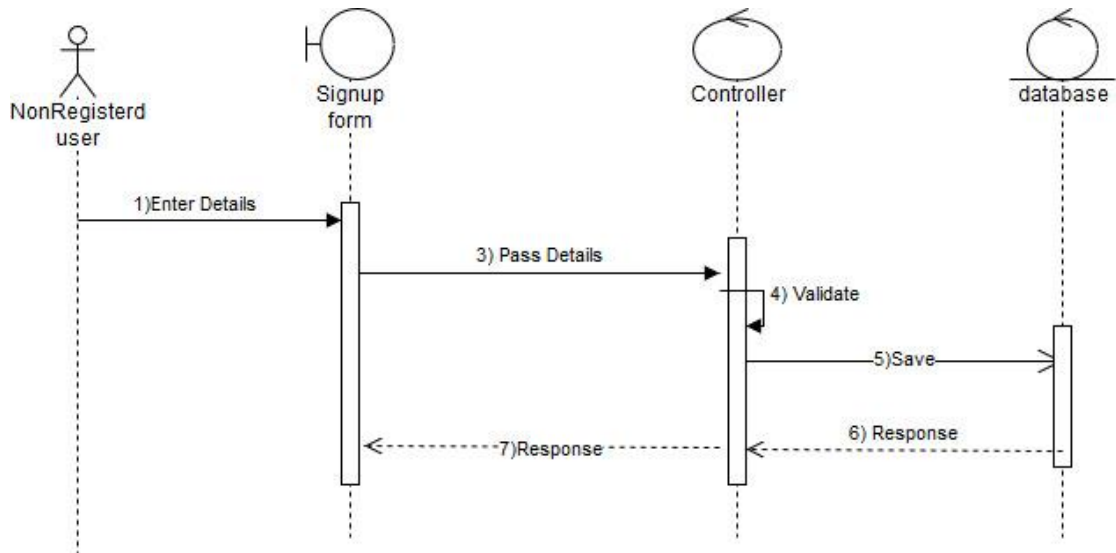 NonRegisterd
user
Signup
form
Controller
database
1)Enter Details
3) Pass Details
4) Validate
5)Save
6) Response
7)Response